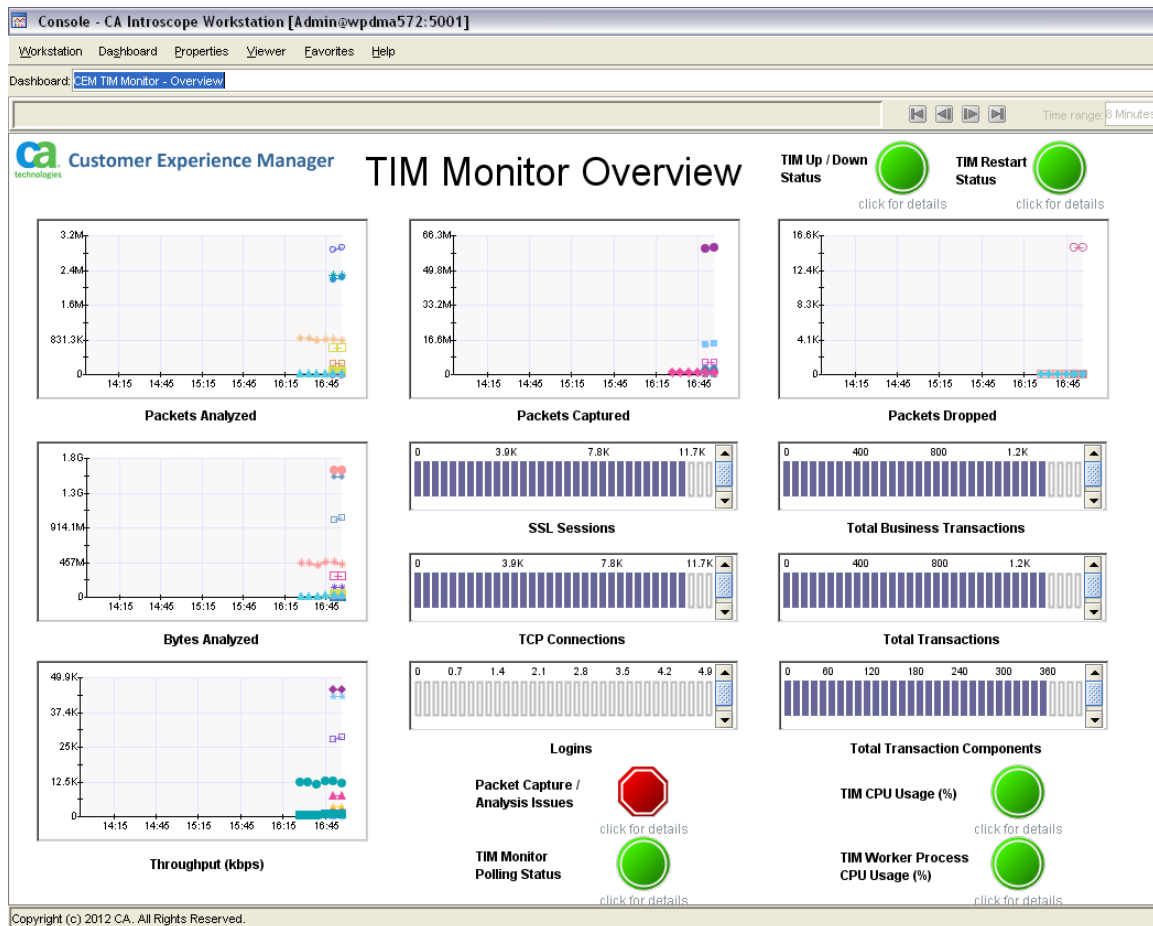 Console - CA Introscope Workstation [Admin@wpdma572:5001]
Workstation Dashboard Properties Viewer Favorites Help
Dashboard: CEM TIM Monitor - Overview
Time range: 8 Minutes
ca technologies
Customer Experience Manager
TIM Monitor Overview
TIM Up / Down Status
click for details
TIM Restart Status
click for details
3.2M
2.4M
1.6M
831.3K
0
14:15 14:45 15:15 15:45 16:15 16:45
Packets Analyzed
66.3M
49.8M
33.2M
16.6M
0
14:15 14:45 15:15 15:45 16:15 16:45
Packets Captured
16.6K
12.4K
8.3K
4.1K
0
14:15 14:45 15:15 15:45 16:15 16:45
Packets Dropped
1.8G
1.3G
914.1M
467M
0
14:15 14:45 15:15 15:45 16:15 16:45
Bytes Analyzed
0 3.9K 7.8K 11.7K
SSL Sessions
0 400 800 1.2K
Total Business Transactions
0 3.9K 7.8K 11.7K
TCP Connections
0 400 800 1.2K
Total Transactions
49.9K
37.4K
25K
12.5K
0
14:15 14:45 15:15 15:45 16:15 16:45
Throughput (kbps)
0 0.7 1.4 2.1 2.8 3.5 4.2 4.9
Logins
0 60 120 180 240 300 360
Total Transaction Components
Packet Capture / Analysis Issues
click for details
TIM CPU Usage (%)
click for details
TIM Monitor Polling Status
click for details
TIM Worker Process CPU Usage (%)
click for details
Copyright (c) 2012 CA. All Rights Reserved.